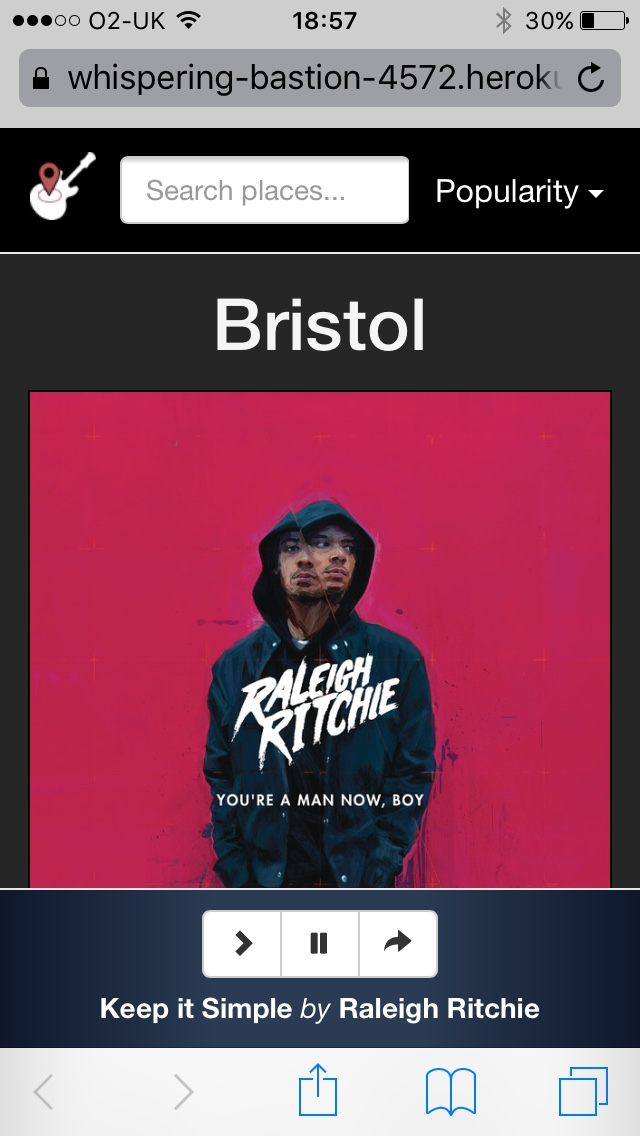 O2-UK 18:57 30%
whispering-bastion-4572.heroku
Search places... Popularity
Bristol
RALEIGH
RITCHIE
YOU'RE A MAN NOW, BOY
Keep it Simple by Raleigh Ritchie